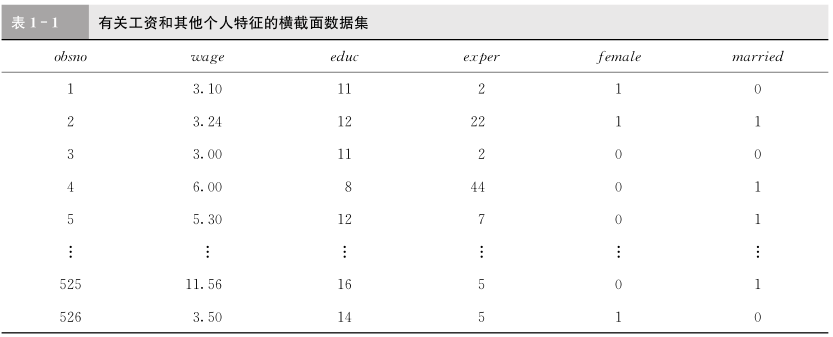 表1-1 有关工资和其他个人特征的横截面数据集
obsno wage educ exper female married
1 3.10 11 2 1 0
2 3.24 12 22 1 1
3 3.00 11 2 0 0
4 6.00 8 44 0 1
5 5.30 12 7 0 1
⋮ ⋮ ⋮ ⋮ ⋮ ⋮
525 11.56 16 5 0 1
526 3.50 14 5 1 0